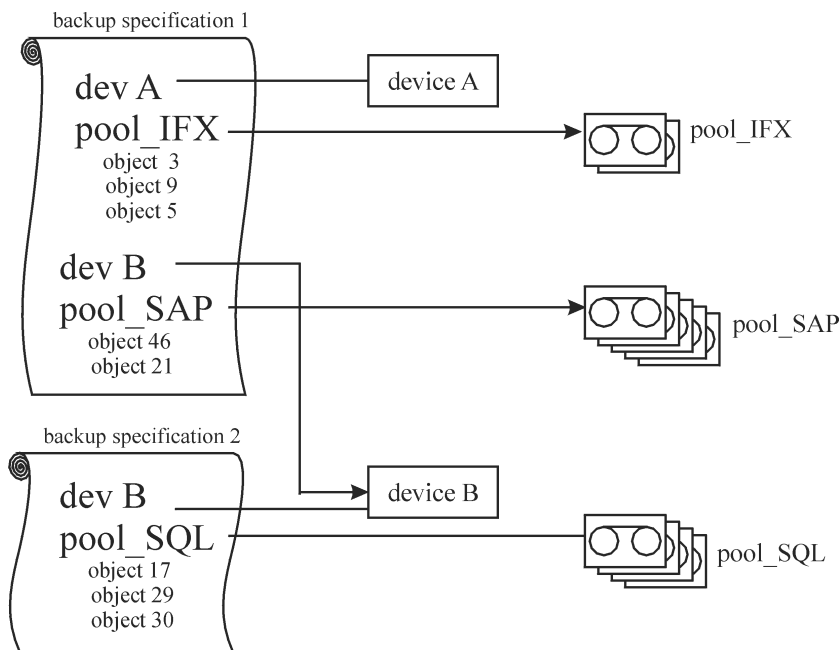 backup specification 1
dev A
device A
pool_IFX
pool_IFX
object 3
object 9
object 5
dev B
pool_SAP
pool_SAP
object 46
object 21
backup specification 2
dev B
device B
pool_SQL
pool_SQL
object 17
object 29
object 30